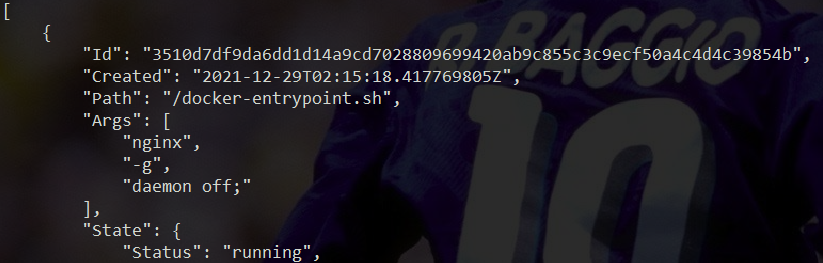 [
{
"Id": "3510d7df9da6dd1d14a9cd7028809699420ab9c855c3c9ecf50a4c4d4c39854b",
"Created": "2021-12-29T02:15:18.417769805Z",
"Path": "/docker-entrypoint.sh",
"Args": [
"nginx",
"-g",
"daemon off;"
],
"State": {
"Status": "running",
R. BAGGIO
10